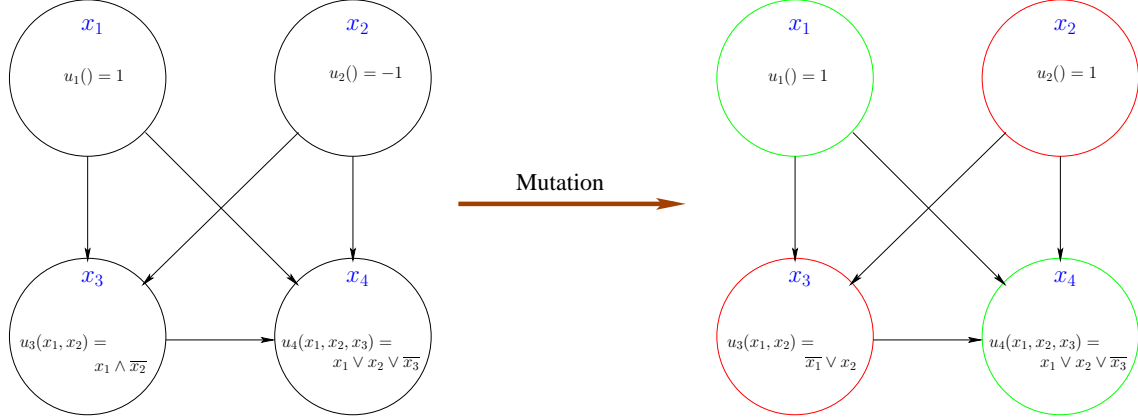 x₁
u₁() = 1
x₂
u₂() = −1
x₃
u₃(x₁, x₂) =
x₁ ∧ x̅₂̅
x₄
u₄(x₁, x₂, x₃) =
x₁ ∨ x₂ ∨ x̅₃̅
Mutation
x₁
u₁() = 1
x₂
u₂() = 1
x₃
u₃(x₁, x₂) =
x̅₁̅ ∨ x₂
x₄
u₄(x₁, x₂, x₃) =
x₁ ∨ x₂ ∨ x̅₃̅